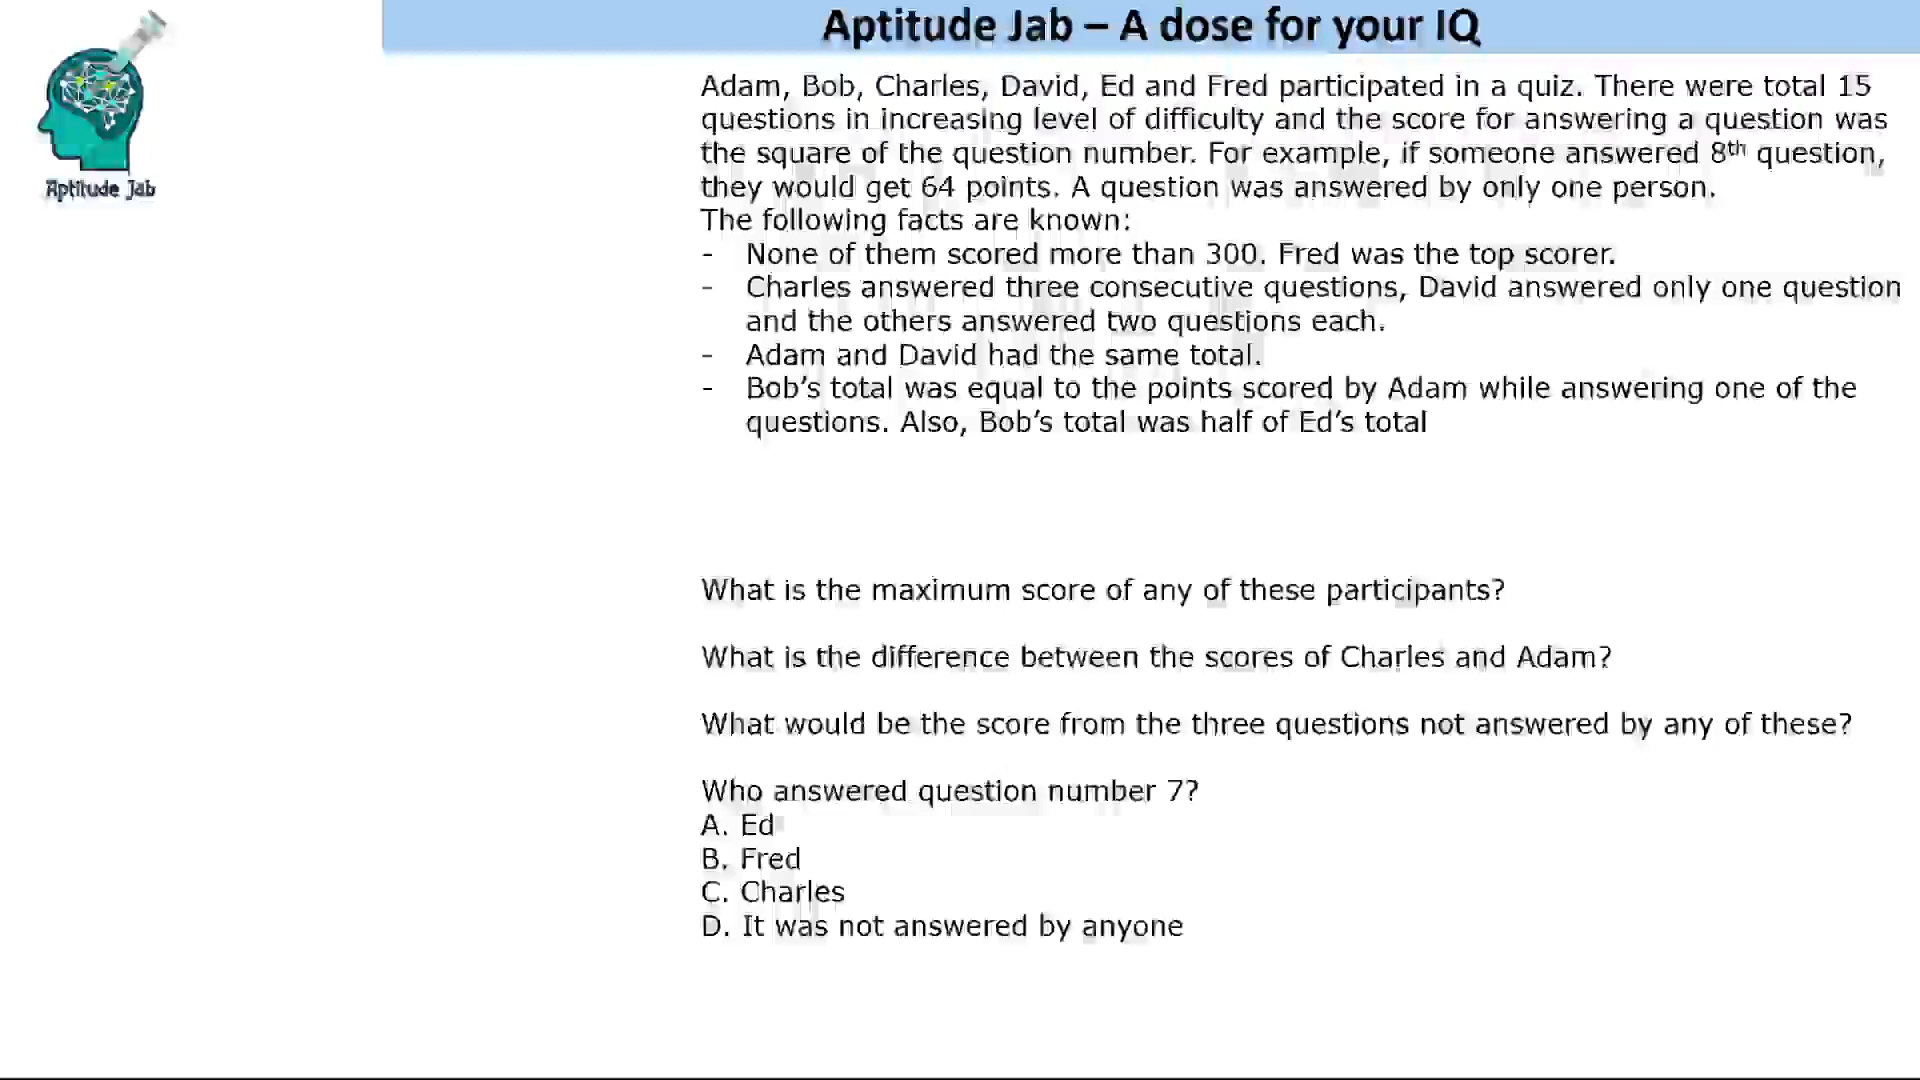 Aptitude Jab – A dose for your IQ
Aptitude Jab
Adam, Bob, Charles, David, Ed and Fred participated in a quiz. There were total 15
questions in increasing level of difficulty and the score for answering a question was
the square of the question number. For example, if someone answered 8th question,
they would get 64 points. A question was answered by only one person.
The following facts are known:
- None of them scored more than 300. Fred was the top scorer.
- Charles answered three consecutive questions, David answered only one question
and the others answered two questions each.
- Adam and David had the same total.
- Bob’s total was equal to the points scored by Adam while answering one of the
questions. Also, Bob’s total was half of Ed’s total
What is the maximum score of any of these participants?
What is the difference between the scores of Charles and Adam?
What would be the score from the three questions not answered by any of these?
Who answered question number 7?
A. Ed
B. Fred
C. Charles
D. It was not answered by anyone